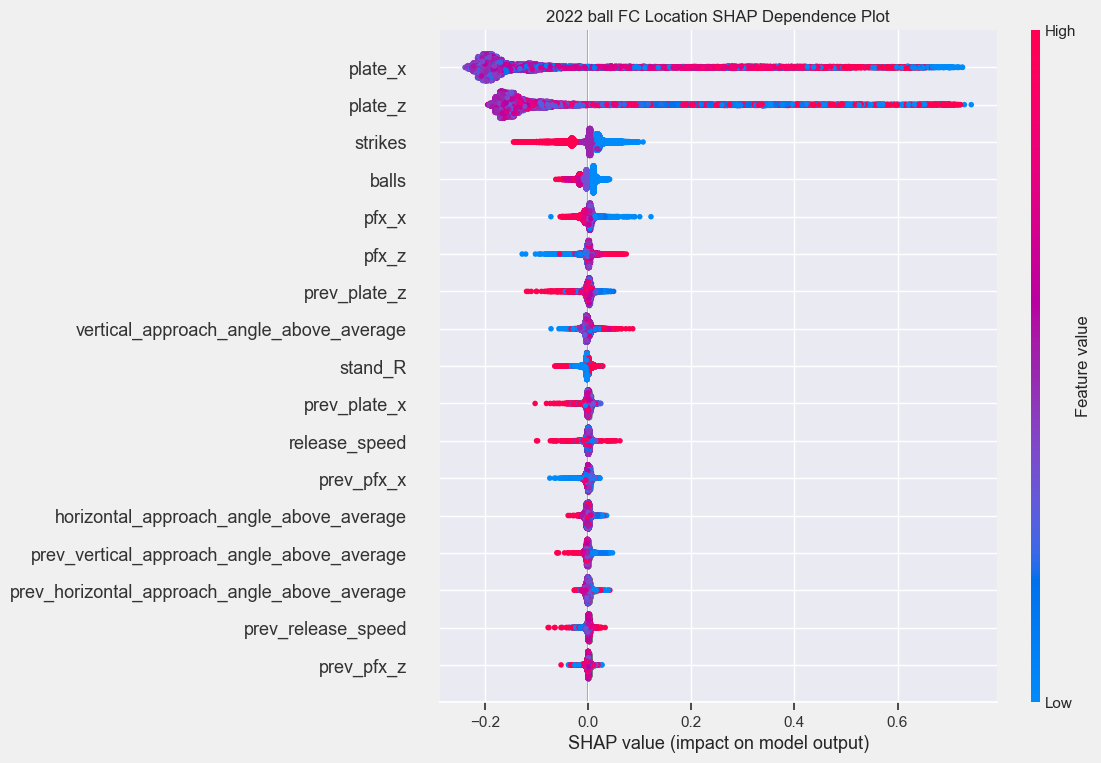 2022 ball FC Location SHAP Dependence Plot
High
plate_x
plate_z
strikes
balls
pfx_x
pfx_z
prev_plate_z
vertical_approach_angle_above_average
stand_R
prev_plate_x
release_speed
prev_pfx_x
horizontal_approach_angle_above_average
prev_vertical_approach_angle_above_average
prev_horizontal_approach_angle_above_average
prev_release_speed
prev_pfx_z
Feature value
Low
−0.2 0.0 0.2 0.4 0.6
SHAP value (impact on model output)